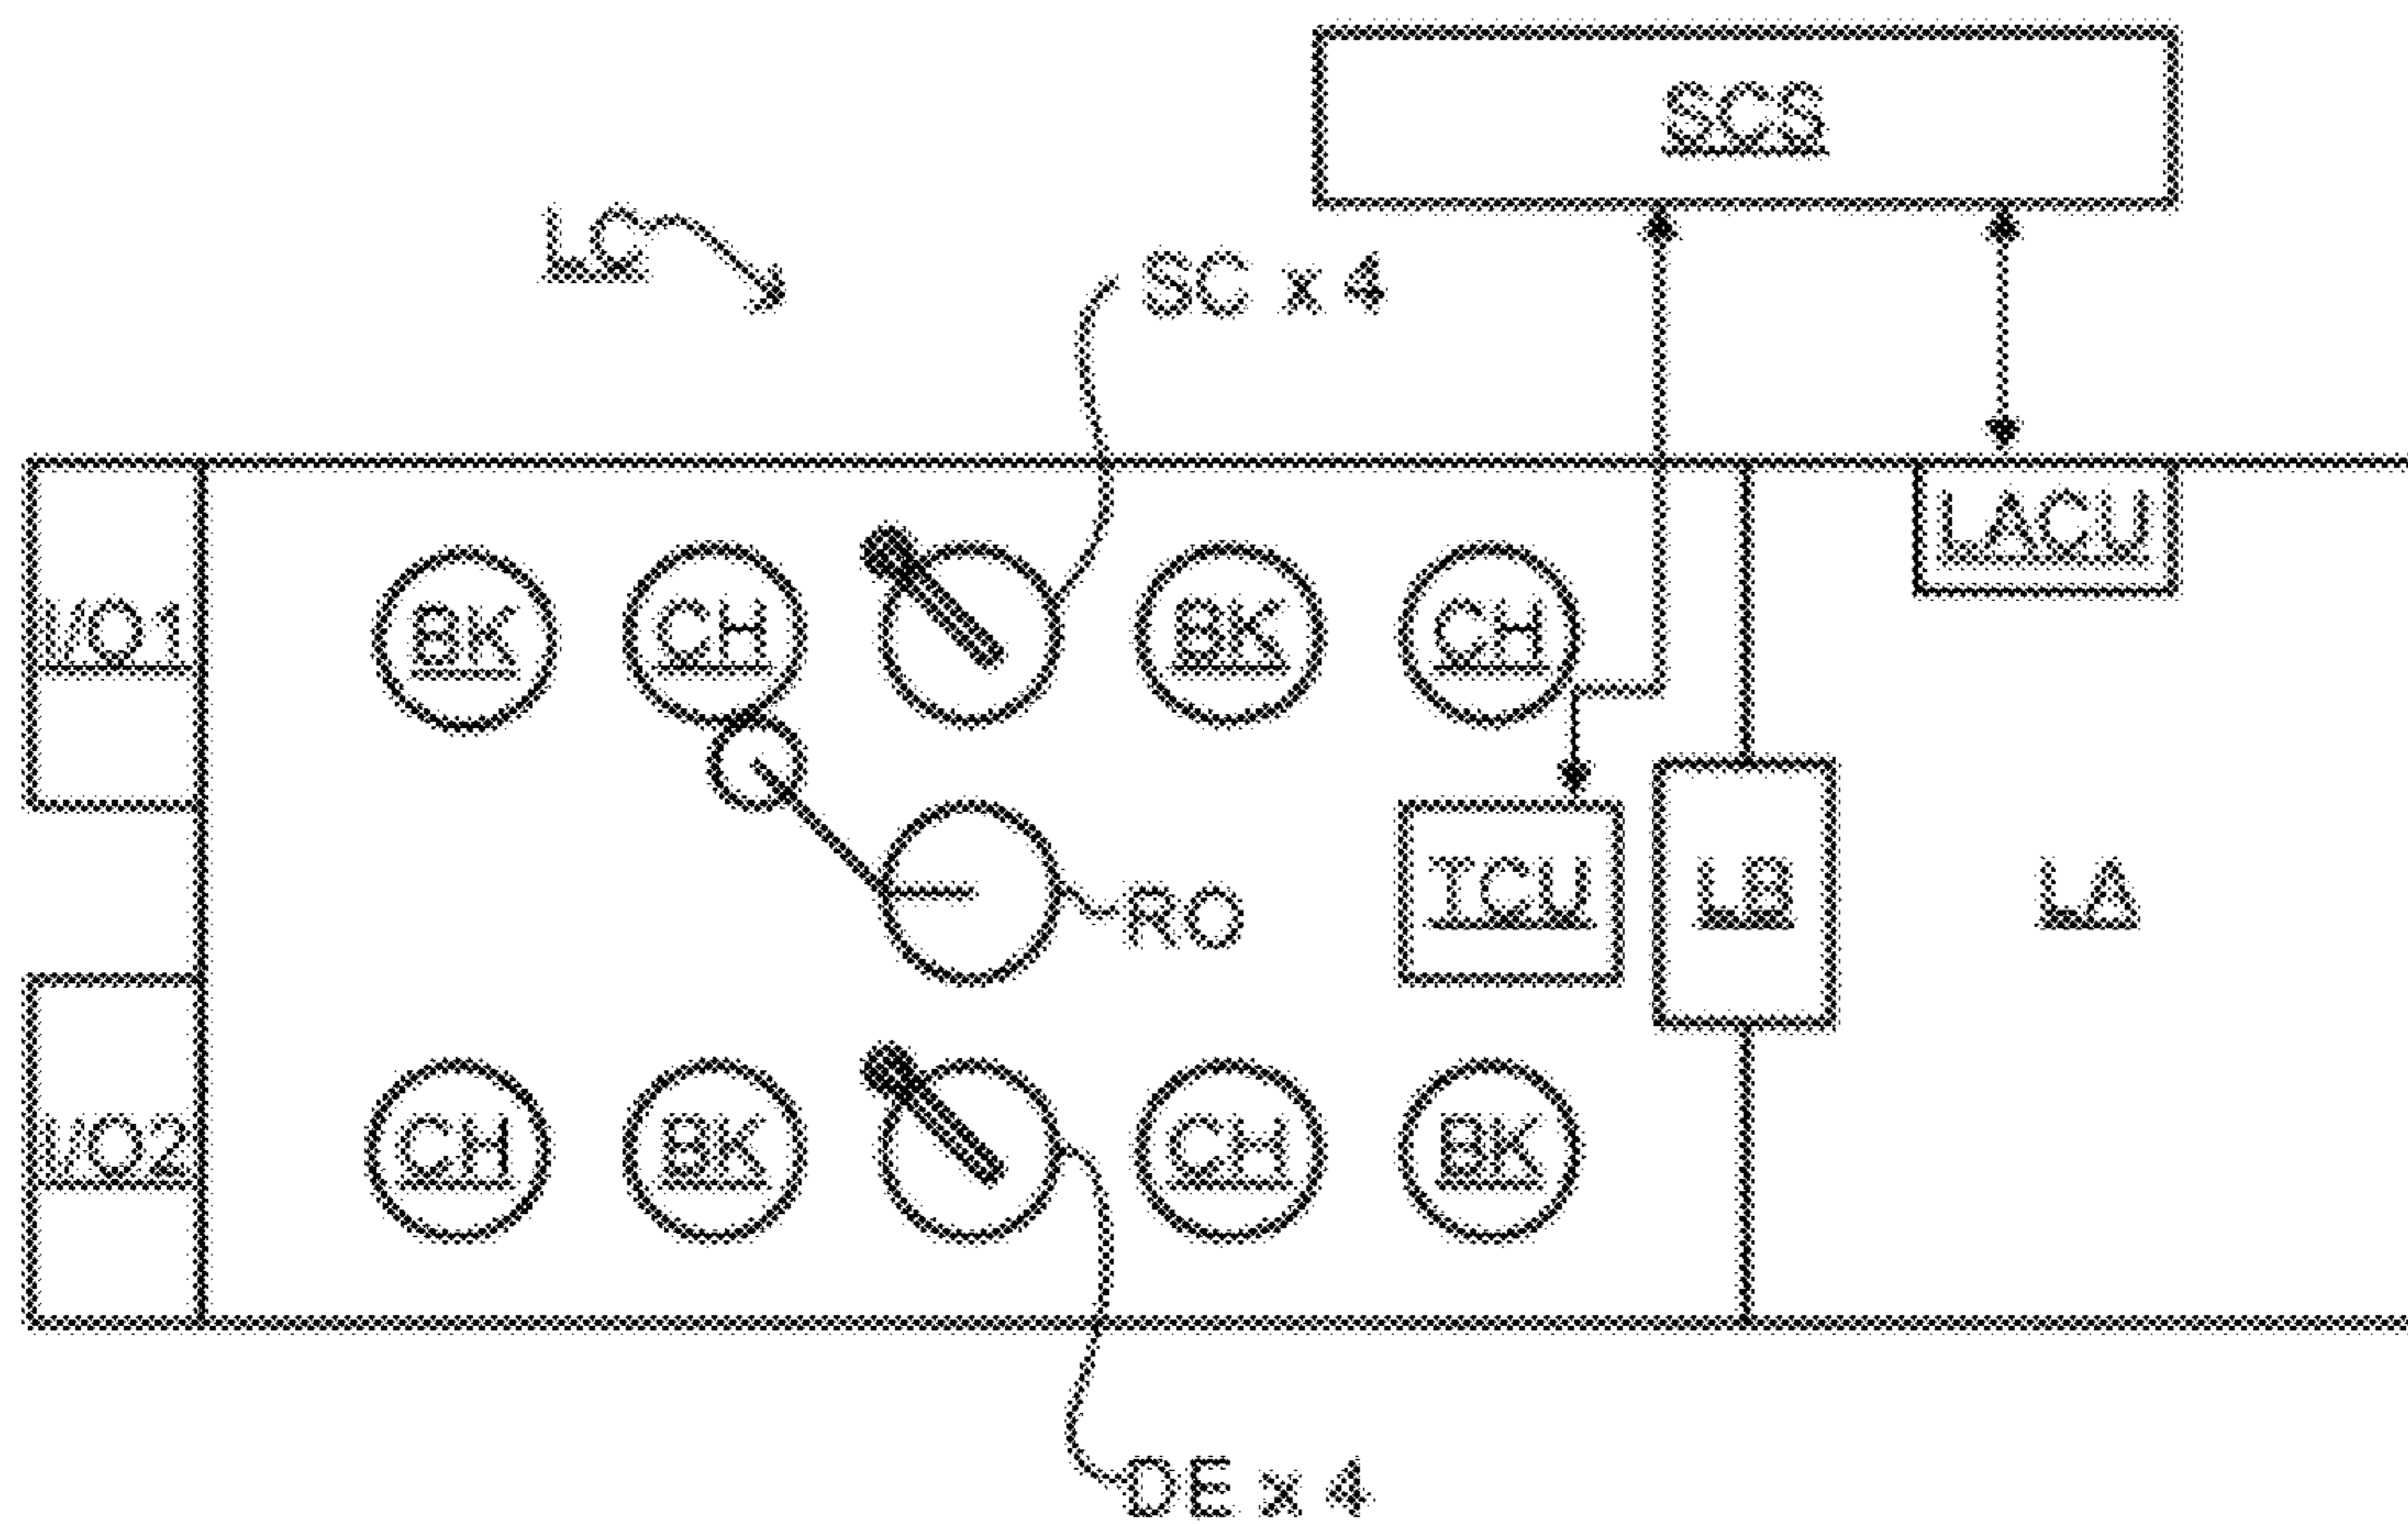 SCS
LC
SC x 4
LACU
I/O1
BK
CH
BK
CH
RO
TCU
LB
LA
I/O2
CH
BK
CH
BK
DE x 4